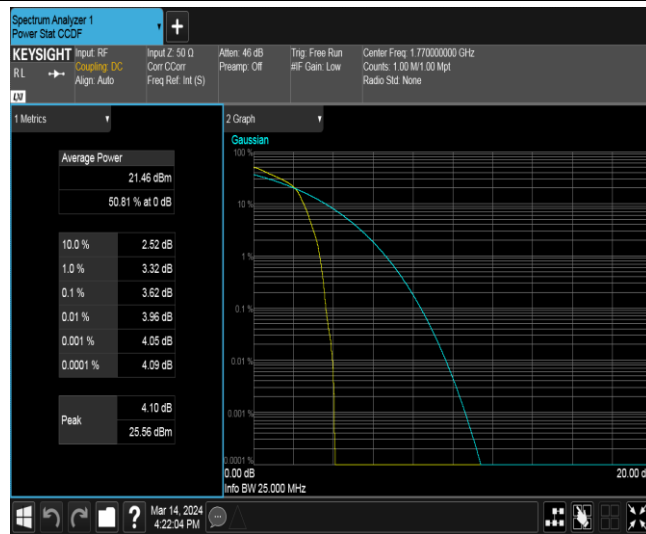 Spectrum Analyzer 1
Power Stat CCDF
+
KEYSIGHT
RL
LXI
Input: RF
Coupling: DC
Align: Auto
Input Z: 50 Ω
Corr CCorr
Freq Ref: Int (S)
Atten: 46 dB
Preamp: Off
Trig: Free Run
#IF Gain: Low
Center Freq: 1.770000000 GHz
Counts: 1.00 M/1.00 Mpt
Radio Std: None
1 Metrics
Average Power
21.46 dBm
50.81 % at 0 dB
10.0 % 2.52 dB
1.0 % 3.32 dB
0.1 % 3.62 dB
0.01 % 3.96 dB
0.001 % 4.05 dB
0.0001 % 4.09 dB
Peak
4.10 dB
25.56 dBm
2 Graph
Gaussian
100 %
10 %
1 %
0.1 %
0.01 %
0.001 %
0.0001 %
0.00 dB
20.00 d
Info BW 25.000 MHz
?
Mar 14, 2024
4:22:04 PM